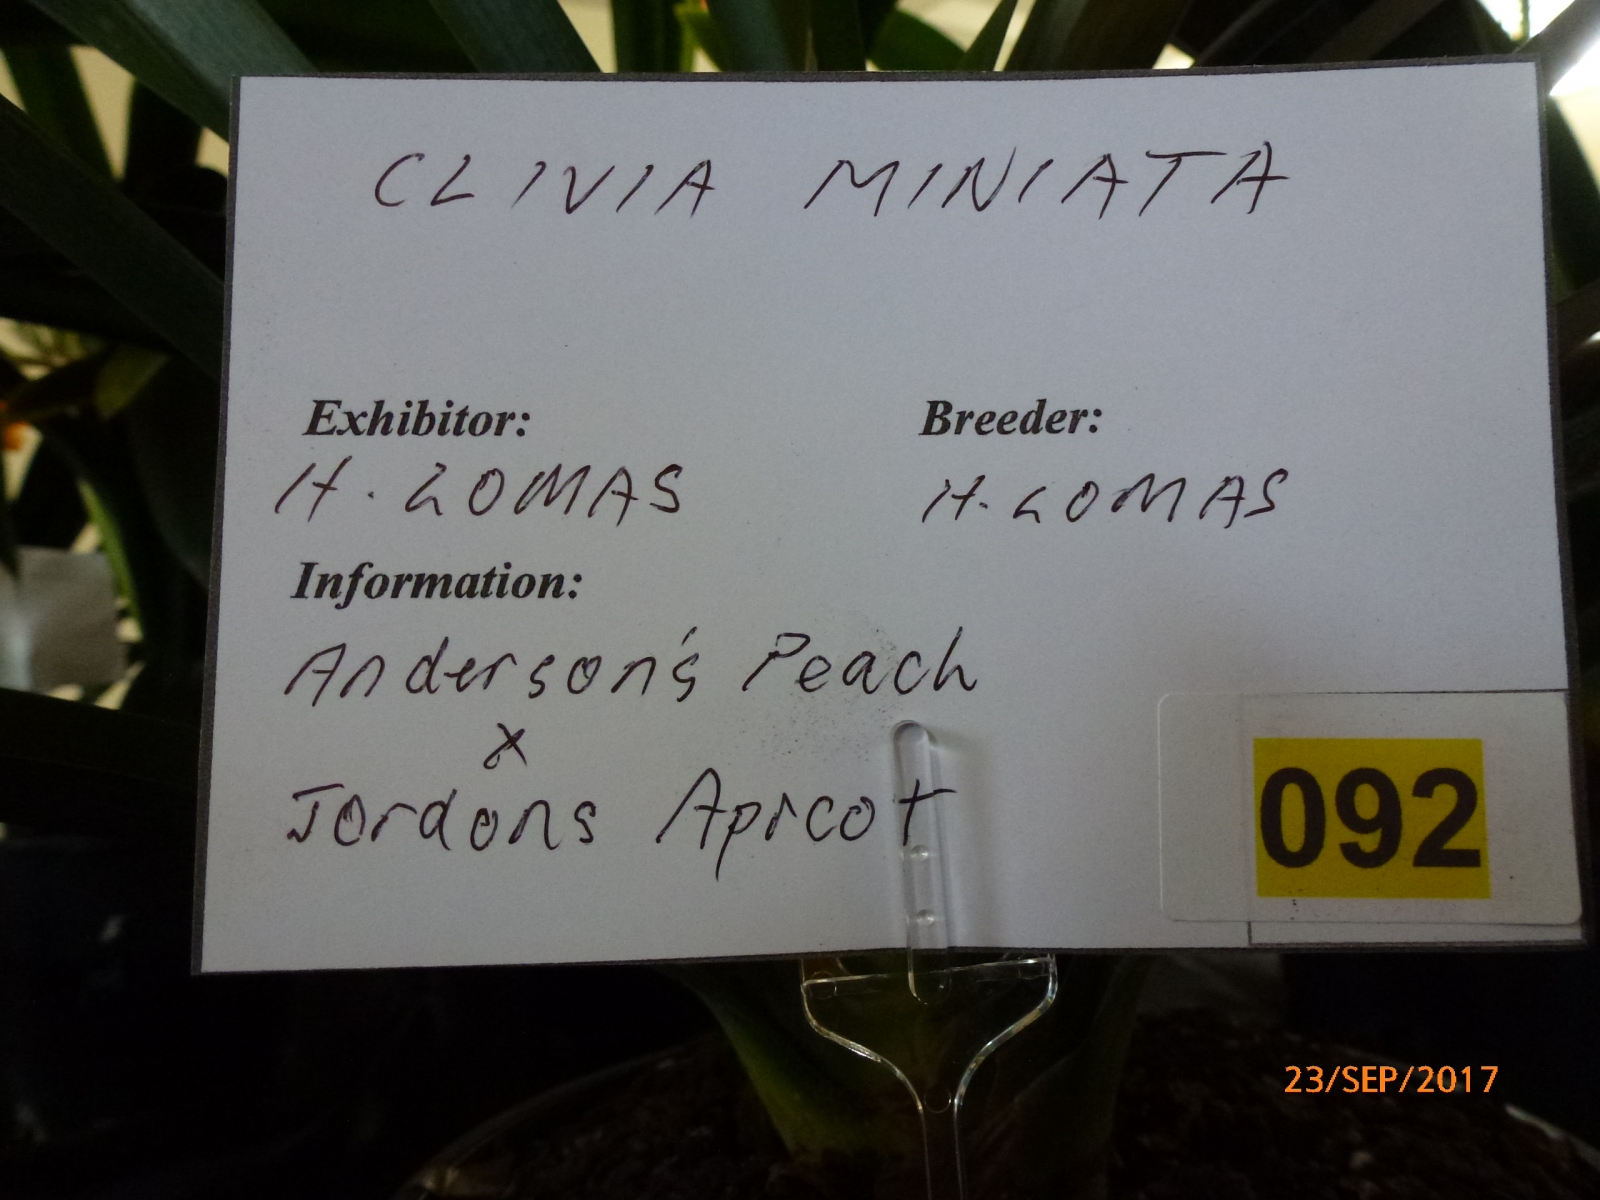 CLIVIA MINIATA
Exhibitor: Breeder:
H. LOMAS H. LOMAS
Information:
Anderson's Peach
x
Jordons Apricot
092
23/SEP/2017